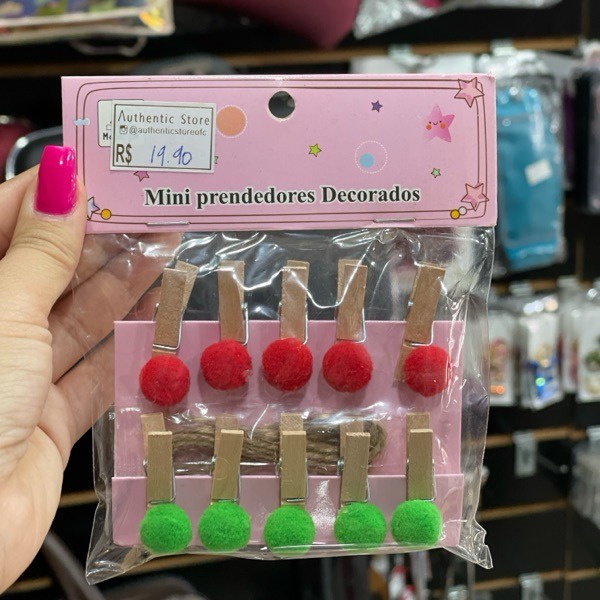 Authentic Store
@authenticstoreofc
R$ 19.90
Mini prendedores Decorados